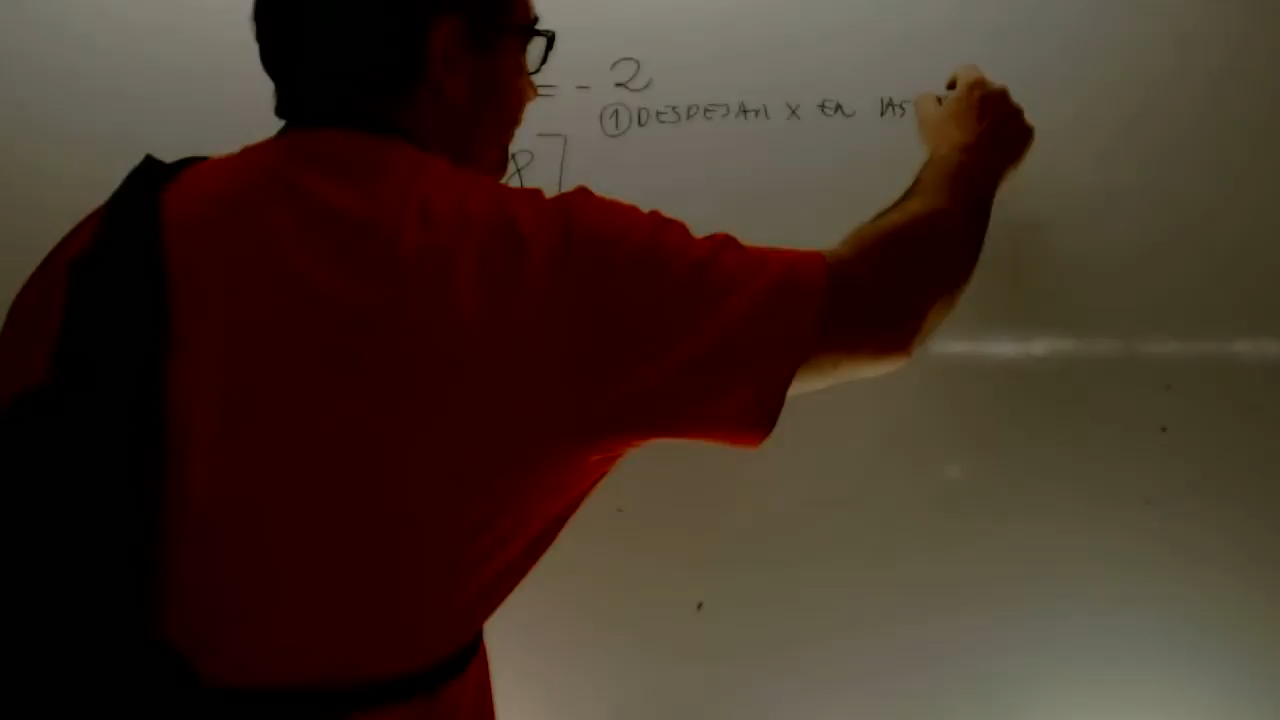 = - 2
① DESPEJAR X EN LAS
8